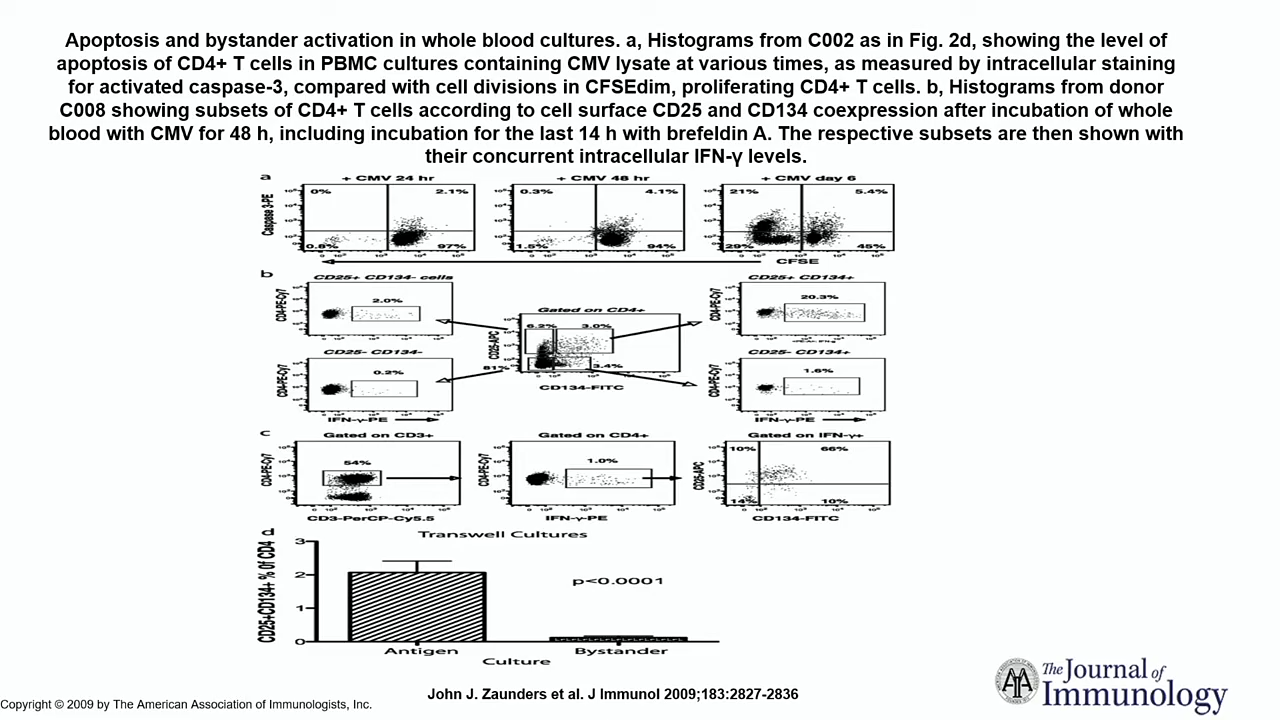 Apoptosis and bystander activation in whole blood cultures. a, Histograms from C002 as in Fig. 2d, showing the level of
apoptosis of CD4+ T cells in PBMC cultures containing CMV lysate at various times, as measured by intracellular staining
for activated caspase-3, compared with cell divisions in CFSEdim, proliferating CD4+ T cells. b, Histograms from donor
C008 showing subsets of CD4+ T cells according to cell surface CD25 and CD134 coexpression after incubation of whole
blood with CMV for 48 h, including incubation for the last 14 h with brefeldin A. The respective subsets are then shown with
their concurrent intracellular IFN-γ levels.
a
+ CMV 24 hr
+ CMV 48 hr
+ CMV day 6
Caspase 3-PE
0%
2.1%
0.3%
4.1%
21%
5.4%
0.8%
97%
1.5%
94%
29%
45%
CFSE
b
CD25+ CD134- cells
CD4-PE-Cy7
2.0%
Gated on CD4+
CD25-APC
6.2%
3.0%
81%
3.4%
CD134-FITC
CD25+ CD134+
CD4-PE-Cy7
20.3%
CD25- CD134-
CD4-PE-Cy7
0.2%
IFN-γ-PE
CD25- CD134+
CD4-PE-Cy7
1.6%
IFN-γ-PE
c
Gated on CD3+
CD4-PE-Cy7
54%
CD3-PerCP-Cy5.5
Gated on CD4+
CD4-PE-Cy7
1.0%
IFN-γ-PE
Gated on IFN-γ+
CD25-APC
10%
66%
14%
10%
CD134-FITC
d
Transwell Cultures
CD25+CD134+ % 0f CD4
3
2
1
0
p<0.0001
Antigen
Bystander
Culture
John J. Zaunders et al. J Immunol 2009;183:2827-2836
Copyright © 2009 by The American Association of Immunologists, Inc.
The Journal of
Immunology